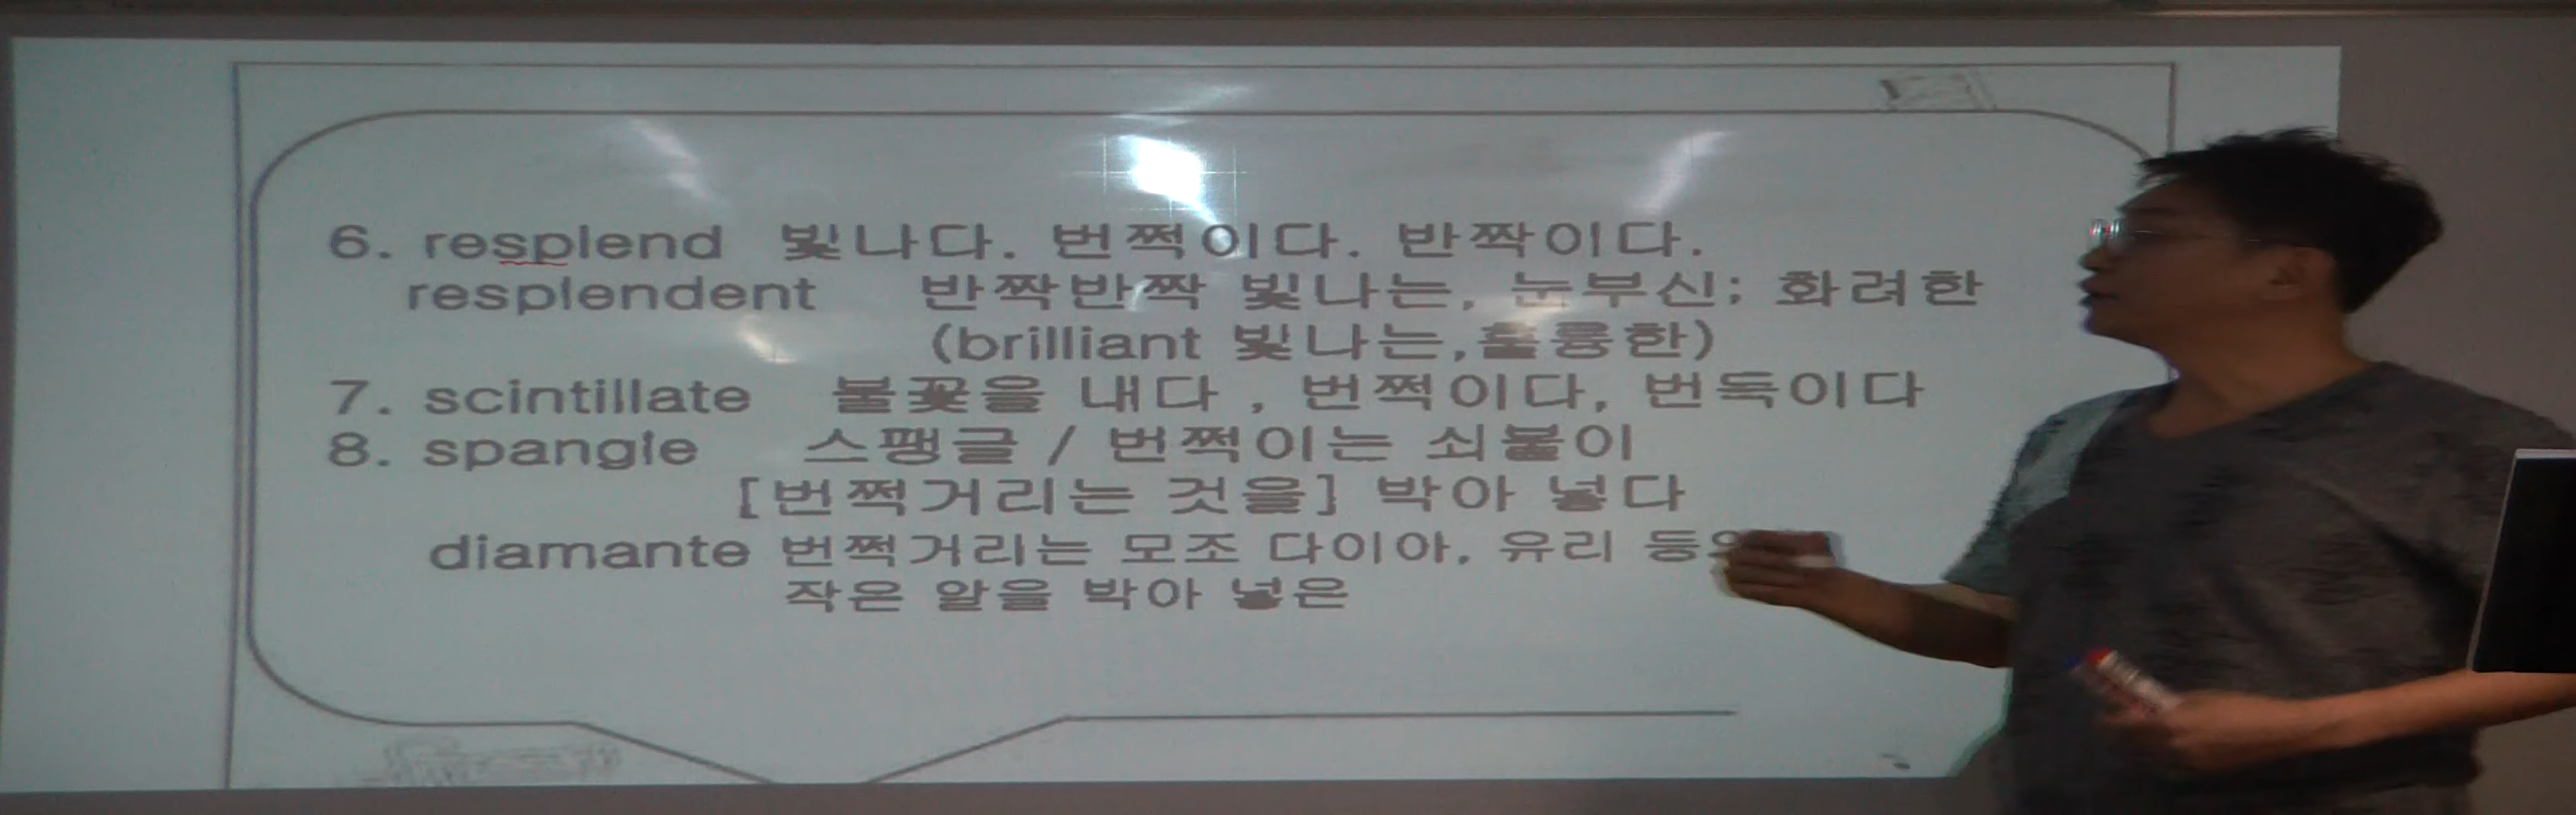 6. resplend 빛나다. 번쩍이다. 반짝이다.
resplendent 반짝반짝 빛나는, 눈부신; 화려한
(brilliant 빛나는,훌륭한)
7. scintillate 불꽃을 내다 , 번쩍이다, 번득이다
8. spangle 스팽글 / 번쩍이는 쇠붙이
[번쩍거리는 것을] 박아 넣다
diamante 번쩍거리는 모조 다이아, 유리
작은 알을 박아 넣은